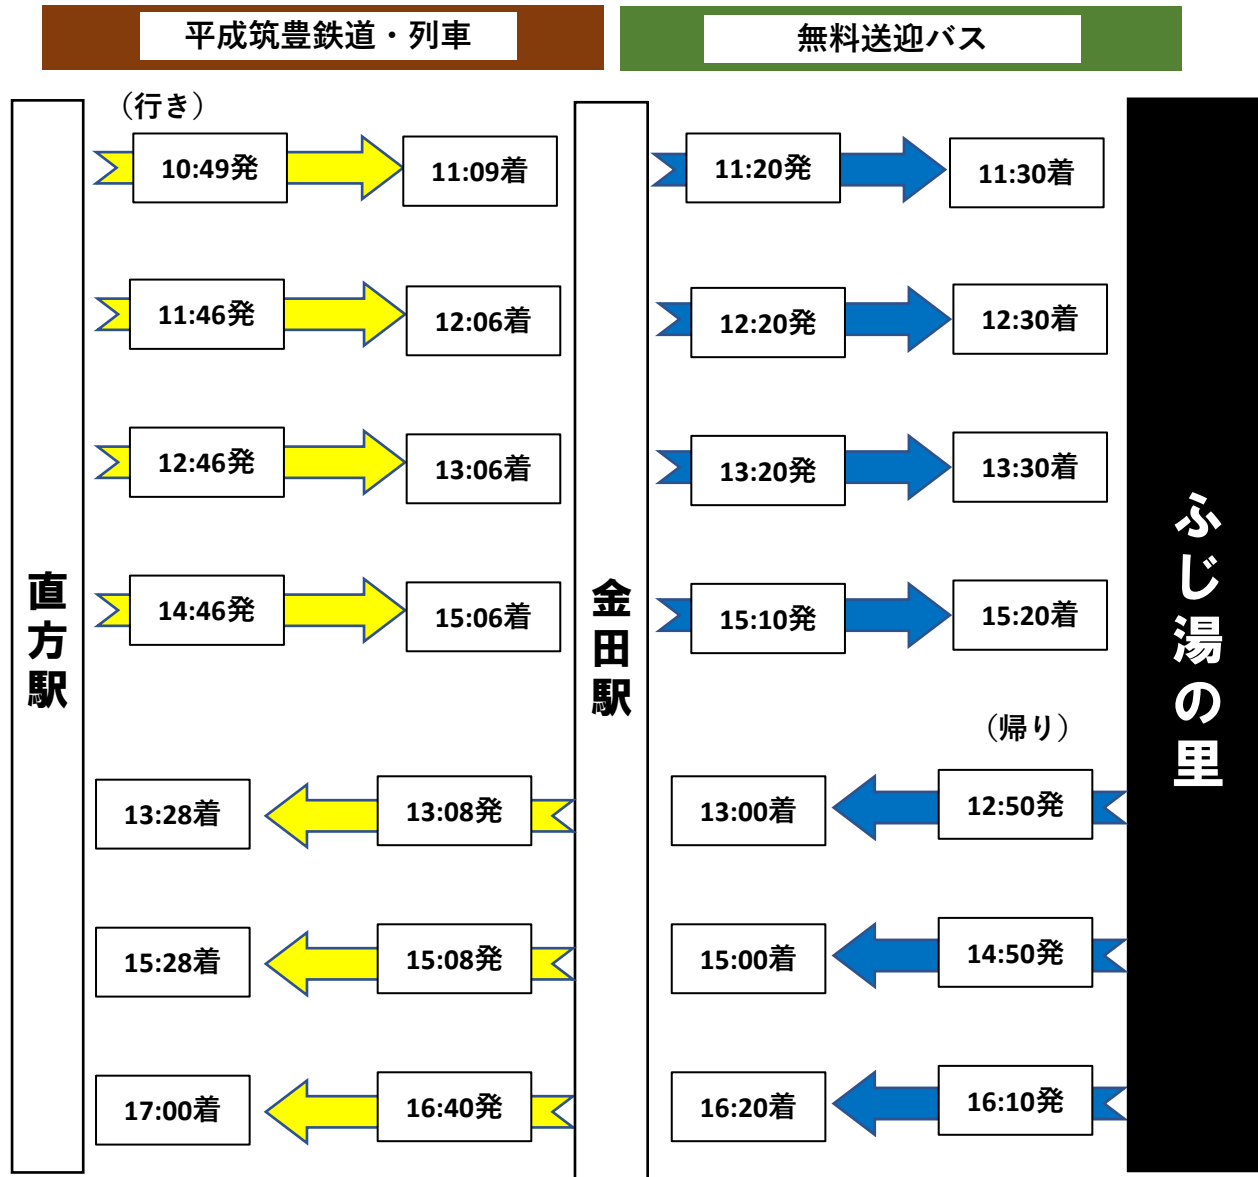 平成筑豊鉄道・列車
無料送迎バス
（行き）
10:49発 11:09着 11:20発 11:30着
11:46発 12:06着 12:20発 12:30着
12:46発 13:06着 13:20発 13:30着
14:46発 15:06着 15:10発 15:20着
直方駅
金田駅
ふじ湯の里
（帰り）
13:28着 13:08発 13:00着 12:50発
15:28着 15:08発 15:00着 14:50発
17:00着 16:40発 16:20着 16:10発